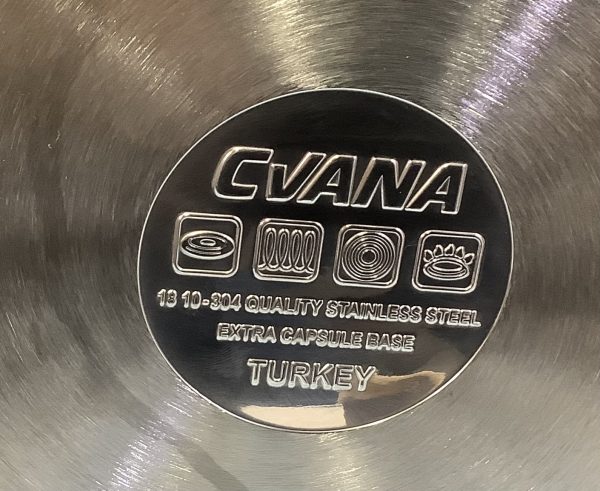 CVANA
18 10-304 QUALITY STAINLESS STEEL
EXTRA CAPSULE BASE
TURKEY